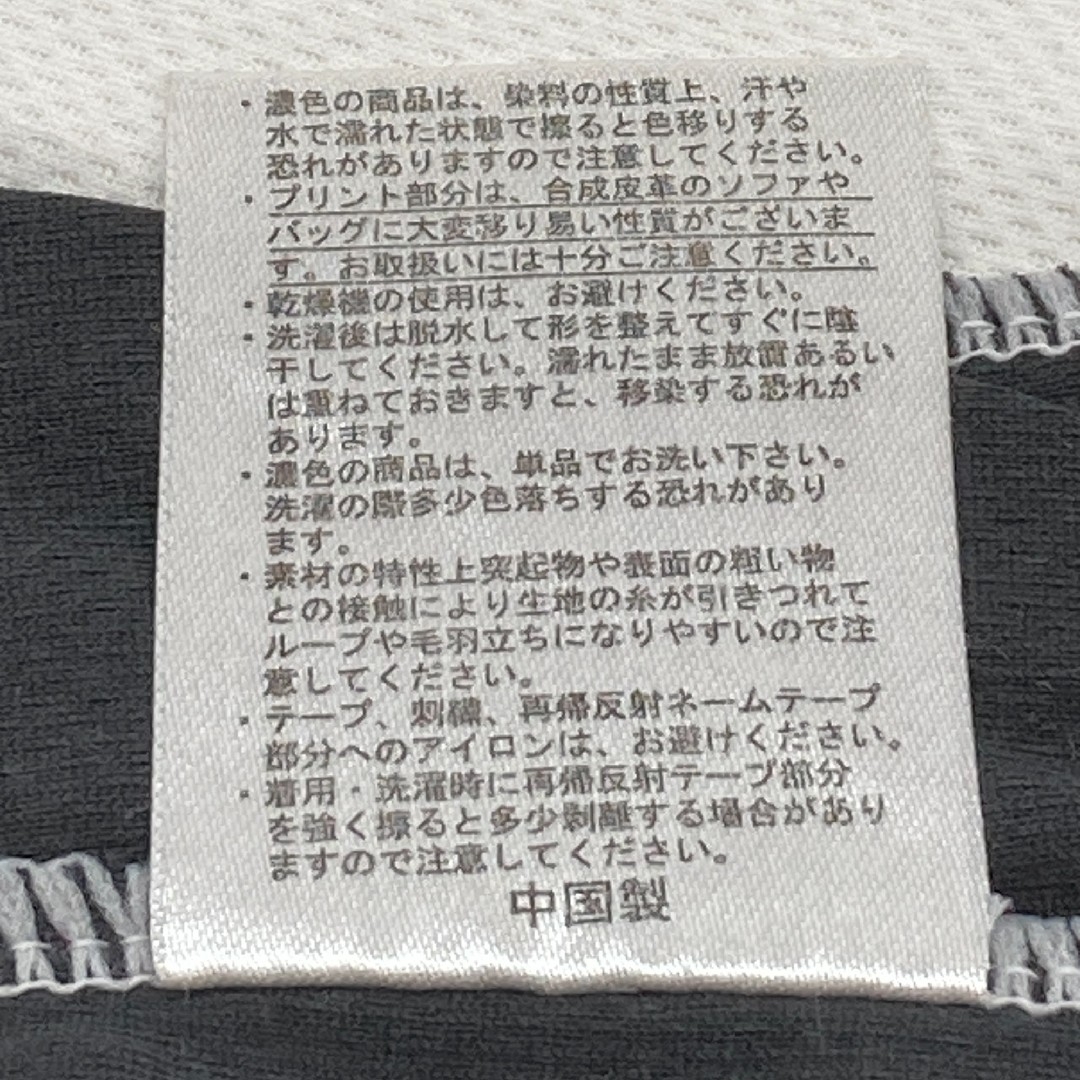 ・濃色の商品は、染料の性質上、汗や
水で濡れた状態で擦ると色移りする
恐れがありますので注意してください。
・プリント部分は、合成皮革のソファや
バッグに大変移り易い性質がございま
す。お取扱いには十分ご注意ください。
・乾燥機の使用は、お避けください。
・洗濯後は脱水して形を整えてすぐに陰
干してください。濡れたまま放置あるい
は重ねておきますと、移染する恐れが
あります。
・濃色の商品は、単品でお洗い下さい。
洗濯の際多少色落ちする恐れがあり
ます。
・素材の特性上突起物や表面の粗い物
との接触により生地の糸が引きつれて
ループや毛羽立ちになりやすいので注
意してください。
・テープ、刺繍、再帰反射ネームテープ
部分へのアイロンは、お避けください。
・着用・洗濯時に再帰反射テープ部分
を強く擦ると多少剥離する場合があり
ますので注意してください。
中国製